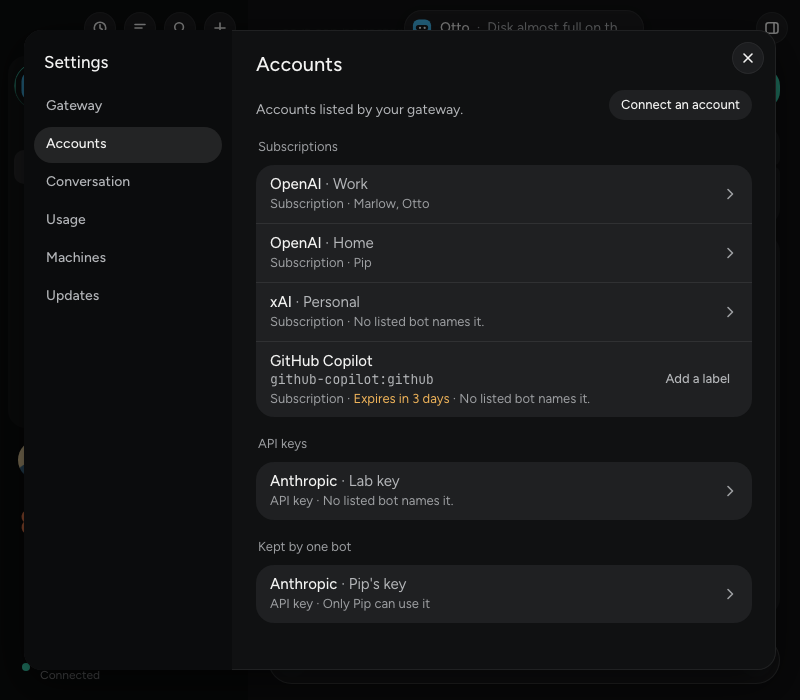 Otto · Disk almost full on th
Settings
Gateway
Accounts
Conversation
Usage
Machines
Updates
Accounts
Accounts listed by your gateway.
Connect an account
Subscriptions
OpenAI · Work
Subscription · Marlow, Otto
OpenAI · Home
Subscription · Pip
xAI · Personal
Subscription · No listed bot names it.
GitHub Copilot
github-copilot:github
Subscription · Expires in 3 days · No listed bot names it.
Add a label
API keys
Anthropic · Lab key
API key · No listed bot names it.
Kept by one bot
Anthropic · Pip's key
API key · Only Pip can use it
Connected